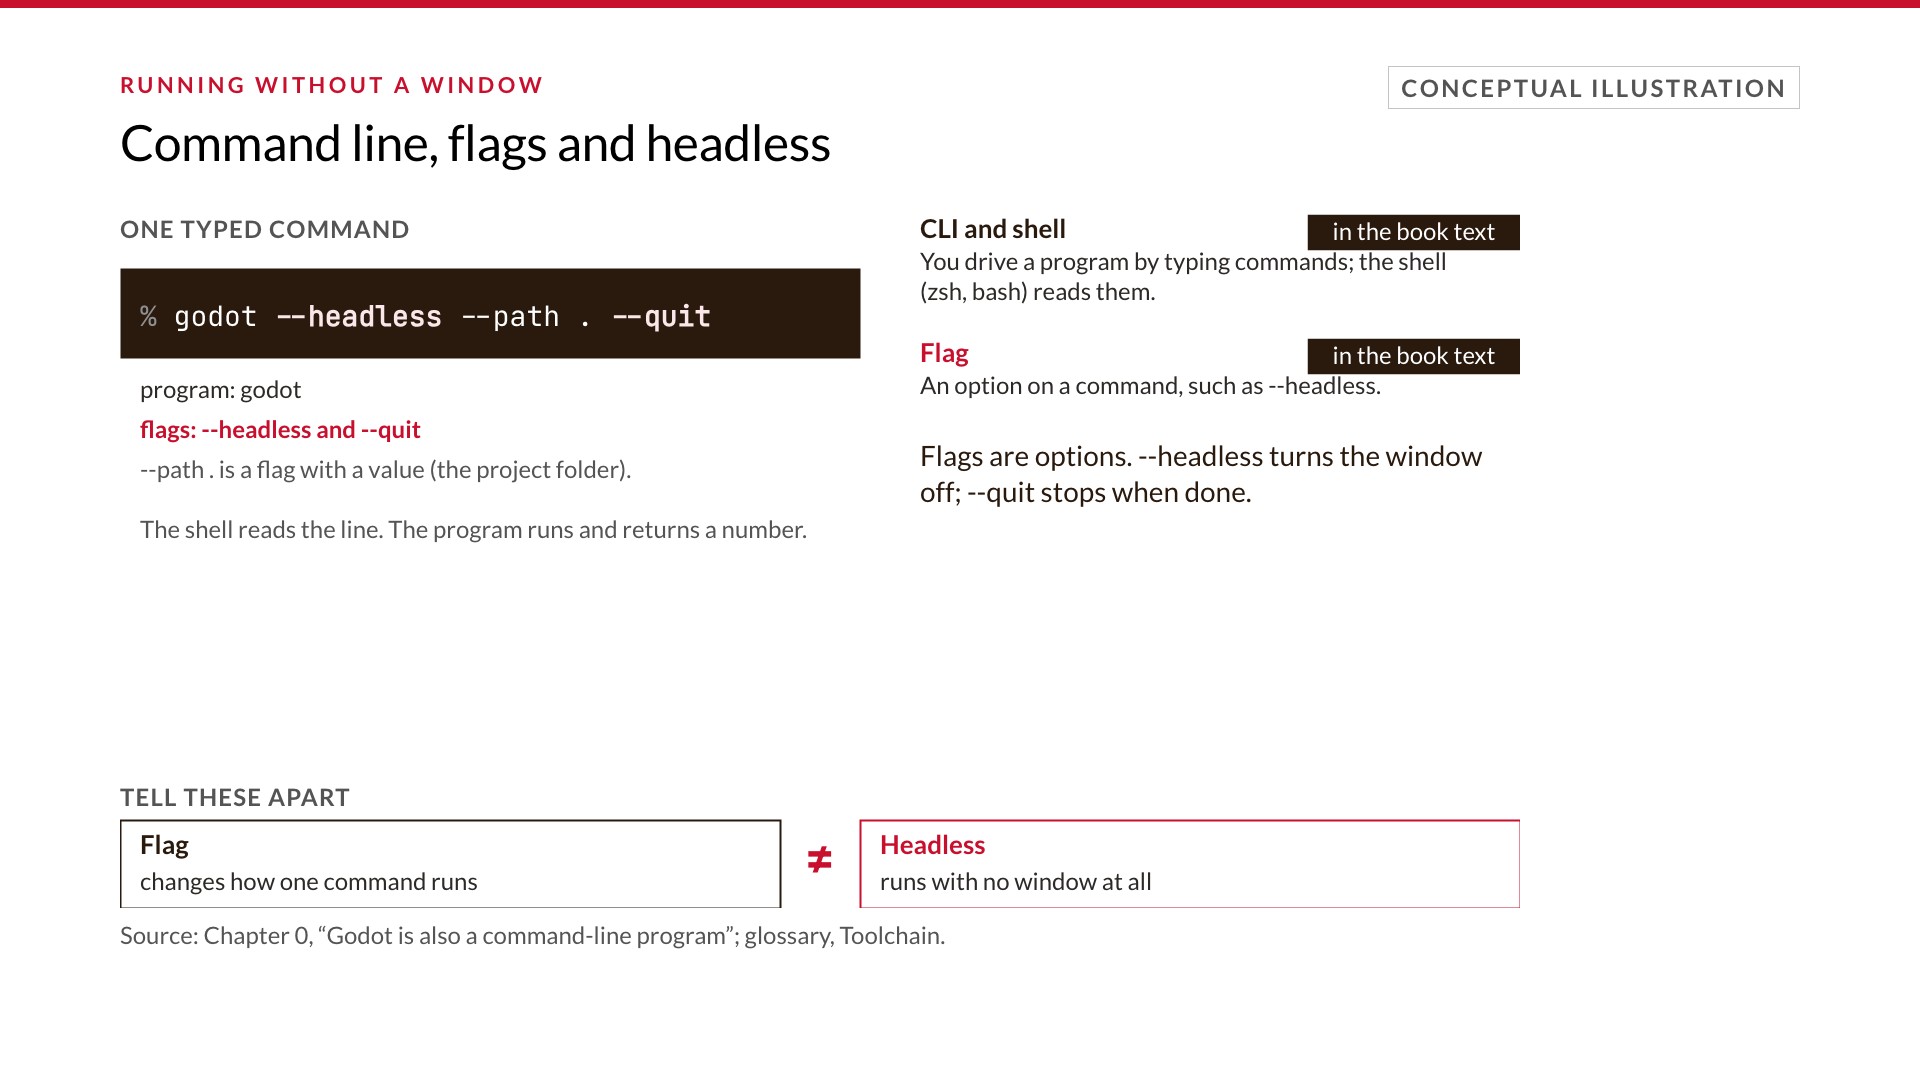 RUNNING WITHOUT A WINDOW
CONCEPTUAL ILLUSTRATION
Command line, flags and headless
ONE TYPED COMMAND
% godot --headless --path . --quit
program: godot
flags: --headless and --quit
--path . is a flag with a value (the project folder).
The shell reads the line. The program runs and returns a number.
CLI and shell
in the book text
You drive a program by typing commands; the shell
(zsh, bash) reads them.
Flag
in the book text
An option on a command, such as --headless.
Flags are options. --headless turns the window
off; --quit stops when done.
TELL THESE APART
Flag
changes how one command runs
≠
Headless
runs with no window at all
Source: Chapter 0, “Godot is also a command-line program”; glossary, Toolchain.